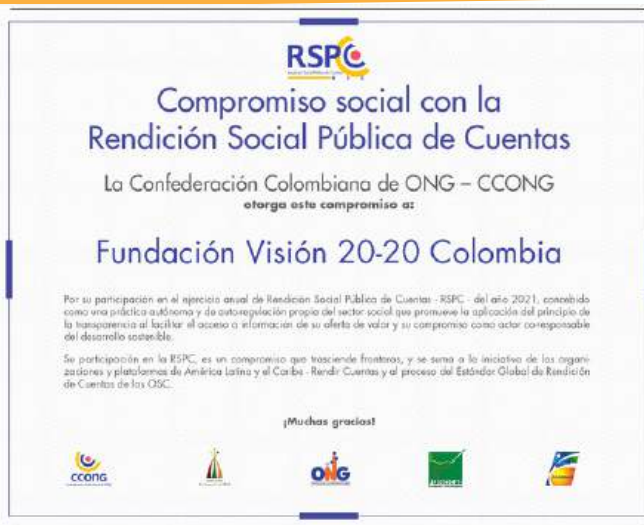 RSPC
Compromiso social con la
Rendición Social Pública de Cuentas
La Confederación Colombiana de ONG – CCONG
otorga este compromiso a:
Fundación Visión 20-20 Colombia
Por su participación en el ejercicio anual de Rendición Social Pública de Cuentas - RSPC - del año 2021, concebido
como una práctica autónoma y de autorregulación propia del sector social que promueve la aplicación del principio de
la transparencia al facilitar el acceso a información de su oferta de valor y su compromiso como actor corresponsable
del desarrollo sostenible.
Su participación en la RSPC, es un compromiso que trasciende fronteras, y se suma a la iniciativa de las organi-
zaciones y plataformas de América Latina y el Caribe - Rendir Cuentas y al proceso del Estándar Global de Rendición
de Cuentas de las OSC.
¡Muchas gracias!
ccong
ONG